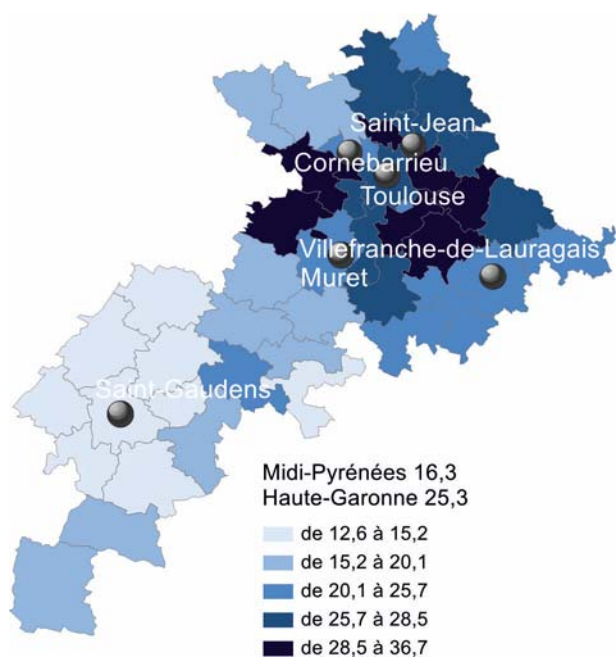 Saint-Jean
Cornebarrieu
Toulouse
Villefranche-de-Lauragais
Muret
Saint-Gaudens
Midi-Pyrénées 16,3
Haute-Garonne 25,3
de 12,6 à 15,2
de 15,2 à 20,1
de 20,1 à 25,7
de 25,7 à 28,5
de 28,5 à 36,7